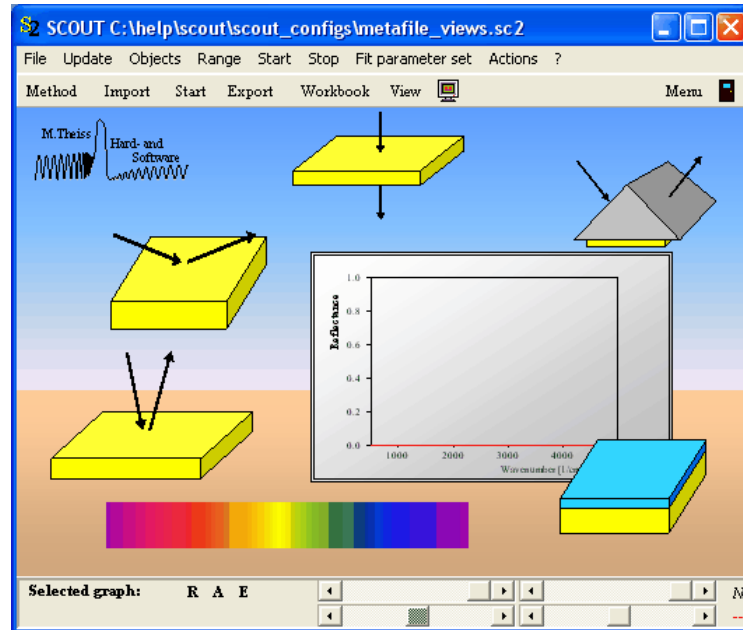 SCOUT C:\help\scout\scout_configs\metafile_views.sc2
File Update Objects Range Start Stop Fit parameter set Actions ?
Method Import Start Export Workbook View Menu
M.Theiss
Hard- and
Software
1.0
0.8
0.6
0.4
0.2
0.0
Reflectance
1000 2000 3000 4000
Wavenumber [1/cm
Selected graph: R A E